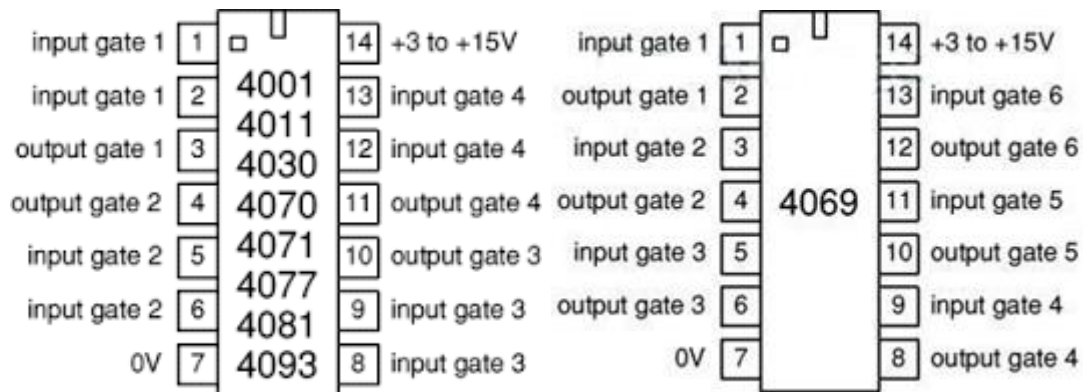 input gate 1 1 14 +3 to +15V
input gate 1 2 13 input gate 4
output gate 1 3 12 input gate 4
output gate 2 4 11 output gate 4
input gate 2 5 10 output gate 3
input gate 2 6 9 input gate 3
0V 7 8 input gate 3
4001
4011
4030
4070
4071
4077
4081
4093
input gate 1 1 14 +3 to +15V
output gate 1 2 13 input gate 6
input gate 2 3 12 output gate 6
output gate 2 4 4069 11 input gate 5
input gate 3 5 10 output gate 5
output gate 3 6 9 input gate 4
0V 7 8 output gate 4